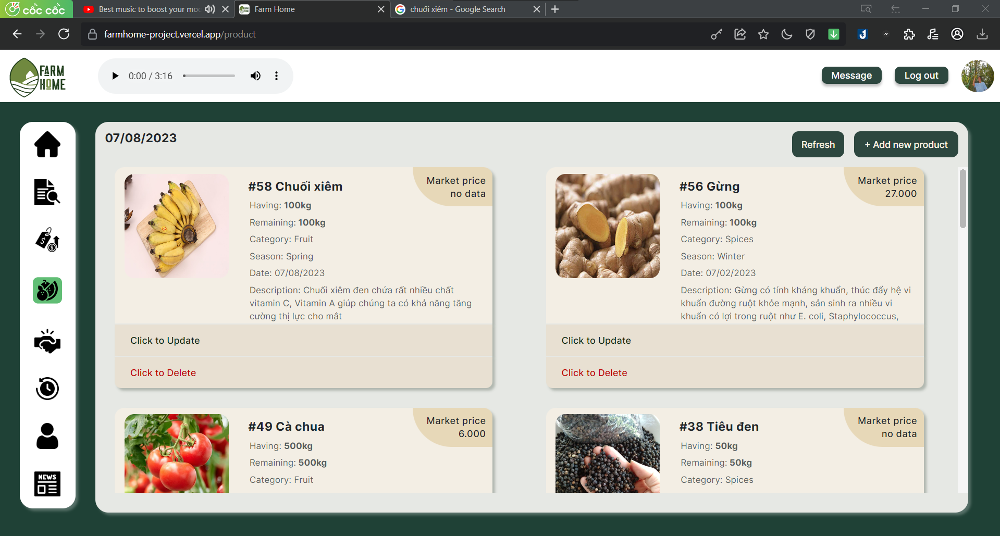 cốc cốc
Best music to boost your moo
Farm Home
chuối xiêm - Google Search
farmhome-project.vercel.app/product
FARM
HOME
0:00 / 3:16
Message
Log out
07/08/2023
Refresh
+ Add new product
#58 Chuối xiêm
Market price
no data
Having: 100kg
Remaining: 100kg
Category: Fruit
Season: Spring
Date: 07/08/2023
Description: Chuối xiêm đen chứa rất nhiều chất
vitamin C, Vitamin A giúp chúng ta có khả năng tăng
cường thị lực cho mắt
Click to Update
Click to Delete
#56 Gừng
Market price
27.000
Having: 100kg
Remaining: 100kg
Category: Spices
Season: Winter
Date: 07/02/2023
Description: Gừng có tính kháng khuẩn, thúc đẩy hệ vi
khuẩn đường ruột khỏe mạnh, sản sinh ra nhiều vi
khuẩn có lợi trong ruột như E. coli, Staphylococcus,
Click to Update
Click to Delete
#49 Cà chua
Market price
6.000
Having: 500kg
Remaining: 500kg
Category: Fruit
#38 Tiêu đen
Market price
no data
Having: 50kg
Remaining: 50kg
Category: Spices
NEWS